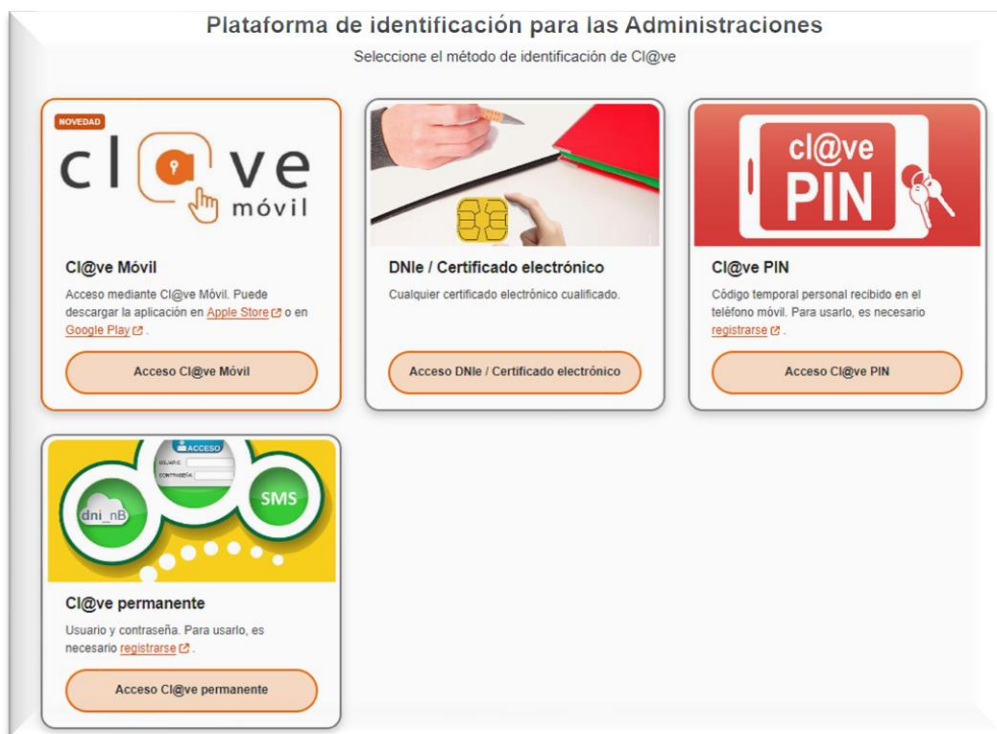 Plataforma de identificación para las Administraciones
Seleccione el método de identificación de Cl@ve
NOVEDAD
cl@ve
móvil
Cl@ve Móvil
Acceso mediante Cl@ve Móvil. Puede
descargar la aplicación en Apple Store o en
Google Play .
Acceso Cl@ve Móvil
DNIe / Certificado electrónico
Cualquier certificado electrónico cualificado.
Acceso DNIe / Certificado electrónico
cl@ve
PIN
Cl@ve PIN
Código temporal personal recibido en el
teléfono móvil. Para usarlo, es necesario
registrarse .
Acceso Cl@ve PIN
ACCESO
USUARIO:
CONTRASEÑA:
dni_nB
SMS
Cl@ve permanente
Usuario y contraseña. Para usarlo, es
necesario registrarse .
Acceso Cl@ve permanente